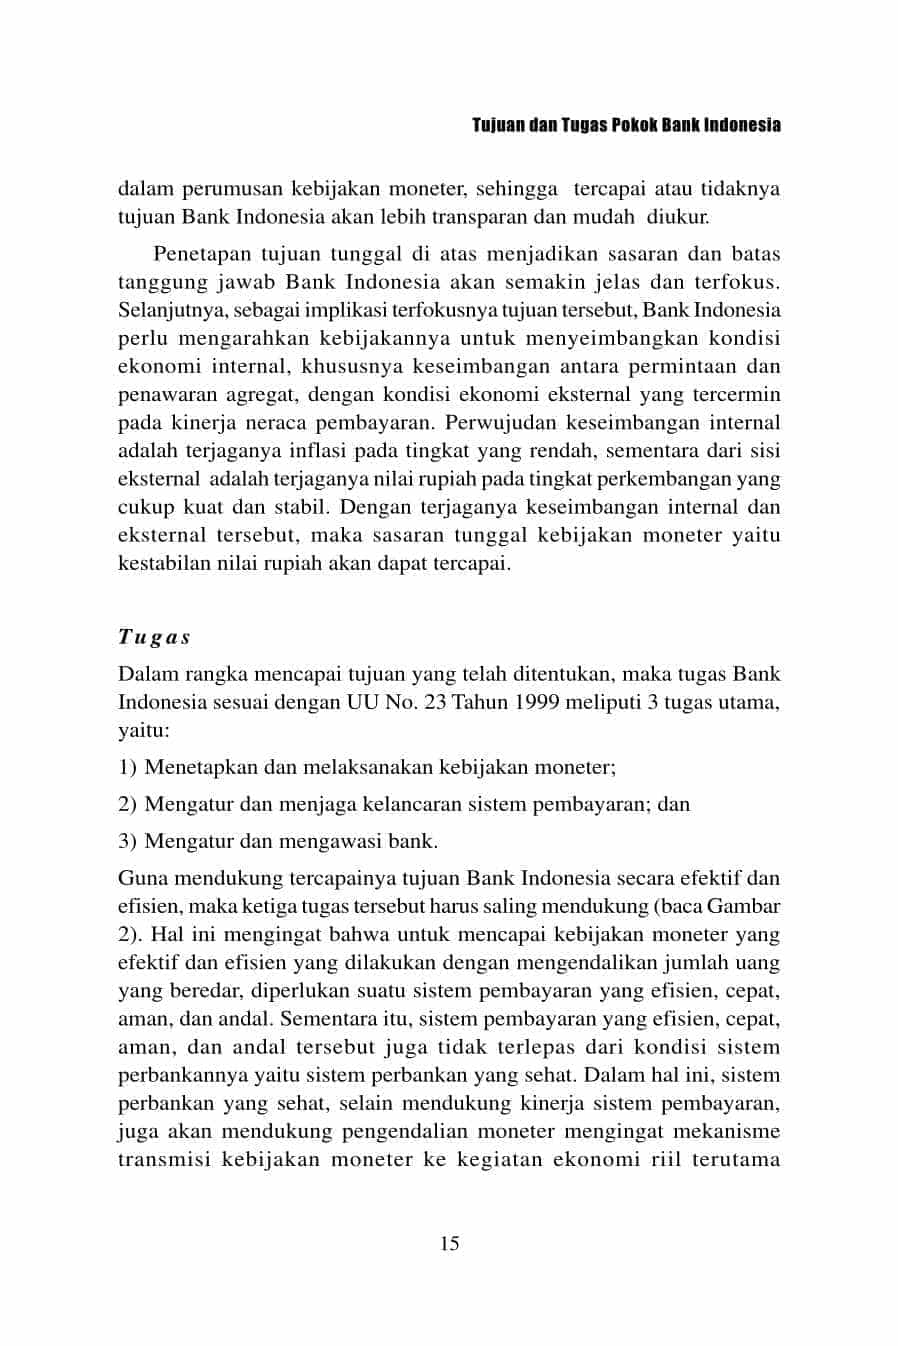 Tujuan dan Tugas Pokok Bank Indonesia
dalam perumusan kebijakan moneter, sehingga tercapai atau tidaknya
tujuan Bank Indonesia akan lebih transparan dan mudah diukur.
Penetapan tujuan tunggal di atas menjadikan sasaran dan batas
tanggung jawab Bank Indonesia akan semakin jelas dan terfokus.
Selanjutnya, sebagai implikasi terfokusnya tujuan tersebut, Bank Indonesia
perlu mengarahkan kebijakannya untuk menyeimbangkan kondisi
ekonomi internal, khususnya keseimbangan antara permintaan dan
penawaran agregat, dengan kondisi ekonomi eksternal yang tercermin
pada kinerja neraca pembayaran. Perwujudan keseimbangan internal
adalah terjaganya inflasi pada tingkat yang rendah, sementara dari sisi
eksternal adalah terjaganya nilai rupiah pada tingkat perkembangan yang
cukup kuat dan stabil. Dengan terjaganya keseimbangan internal dan
eksternal tersebut, maka sasaran tunggal kebijakan moneter yaitu
kestabilan nilai rupiah akan dapat tercapai.
Tugas
Dalam rangka mencapai tujuan yang telah ditentukan, maka tugas Bank
Indonesia sesuai dengan UU No. 23 Tahun 1999 meliputi 3 tugas utama,
yaitu:
1) Menetapkan dan melaksanakan kebijakan moneter;
2) Mengatur dan menjaga kelancaran sistem pembayaran; dan
3) Mengatur dan mengawasi bank.
Guna mendukung tercapainya tujuan Bank Indonesia secara efektif dan
efisien, maka ketiga tugas tersebut harus saling mendukung (baca Gambar
2). Hal ini mengingat bahwa untuk mencapai kebijakan moneter yang
efektif dan efisien yang dilakukan dengan mengendalikan jumlah uang
yang beredar, diperlukan suatu sistem pembayaran yang efisien, cepat,
aman, dan andal. Sementara itu, sistem pembayaran yang efisien, cepat,
aman, dan andal tersebut juga tidak terlepas dari kondisi sistem
perbankannya yaitu sistem perbankan yang sehat. Dalam hal ini, sistem
perbankan yang sehat, selain mendukung kinerja sistem pembayaran,
juga akan mendukung pengendalian moneter mengingat mekanisme
transmisi kebijakan moneter ke kegiatan ekonomi riil terutama
15